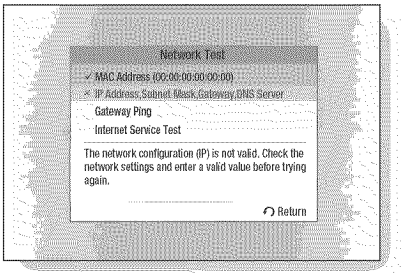 Network Test
✓ MAC Address (00:00:00:00:00:00)
× IP Address,Subnet Mask,Gateway,DNS Server
Gateway Ping
Internet Service Test
The network configuration (IP) is not valid. Check the
network settings and enter a valid value before trying
again.
Return